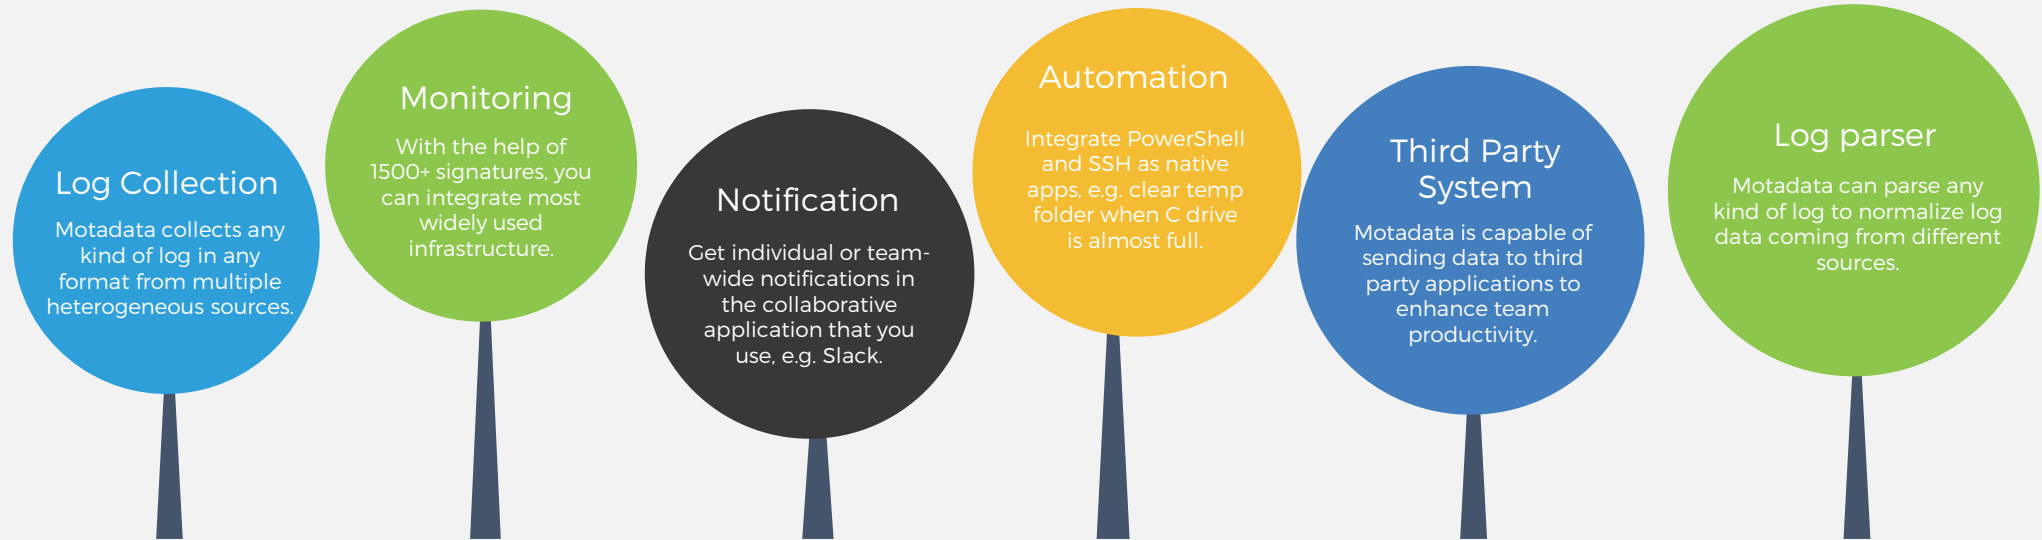 Log Collection
Motadata collects any
kind of log in any
format from multiple
heterogeneous sources.
Monitoring
With the help of
1500+ signatures, you
can integrate most
widely used
infrastructure.
Notification
Get individual or team-
wide notifications in
the collaborative
application that you
use, e.g. Slack.
Automation
Integrate PowerShell
and SSH as native
apps, e.g. clear temp
folder when C drive
is almost full.
Third Party
System
Motadata is capable of
sending data to third
party applications to
enhance team
productivity.
Log parser
Motadata can parse any
kind of log to normalize log
data coming from different
sources.